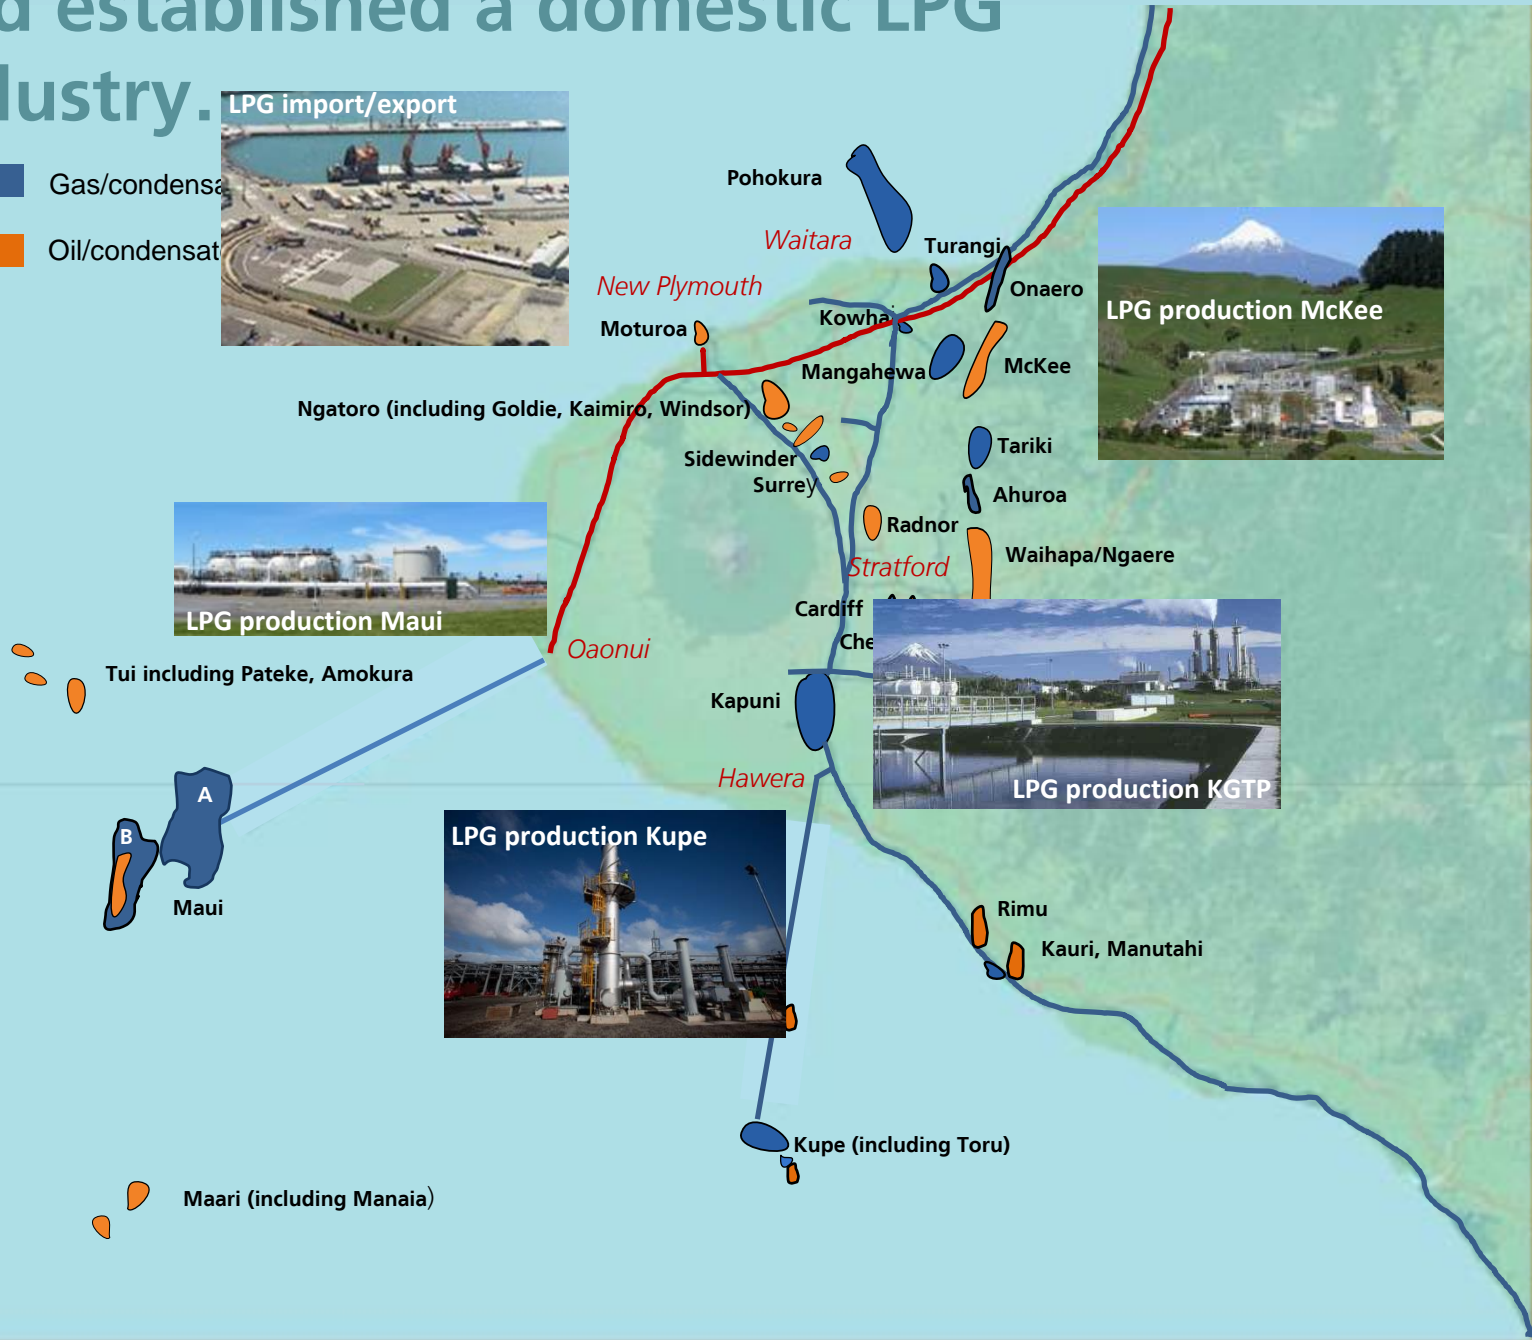 d established a domestic LPG
lustry.
LPG import/export
Gas/condensa
Oil/condensat
Pohokura
Waitara
Turangi
New Plymouth
Onaero
Moturoa
Kowha
LPG production McKee
Mangahewa
McKee
Ngatoro (including Goldie, Kaimiro, Windsor)
Tariki
Sidewinder
Surrey
Ahuroa
Radnor
Waihapa/Ngaere
Stratford
Cardiff
LPG production Maui
Che
Oaonui
Tui including Pateke, Amokura
Kapuni
Hawera
LPG production KGTP
A
B
LPG production Kupe
Maui
Rimu
Kauri, Manutahi
Kupe (including Toru)
Maari (including Manaia)